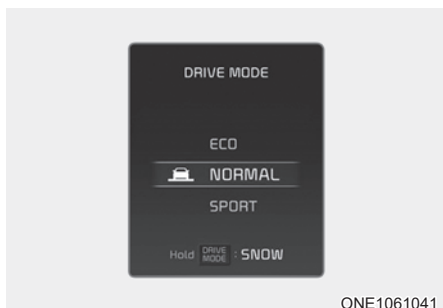 DRIVE MODE
ECO
NORMAL
SPORT
Hold DRIVE MODE : SNOW
ONE1061041